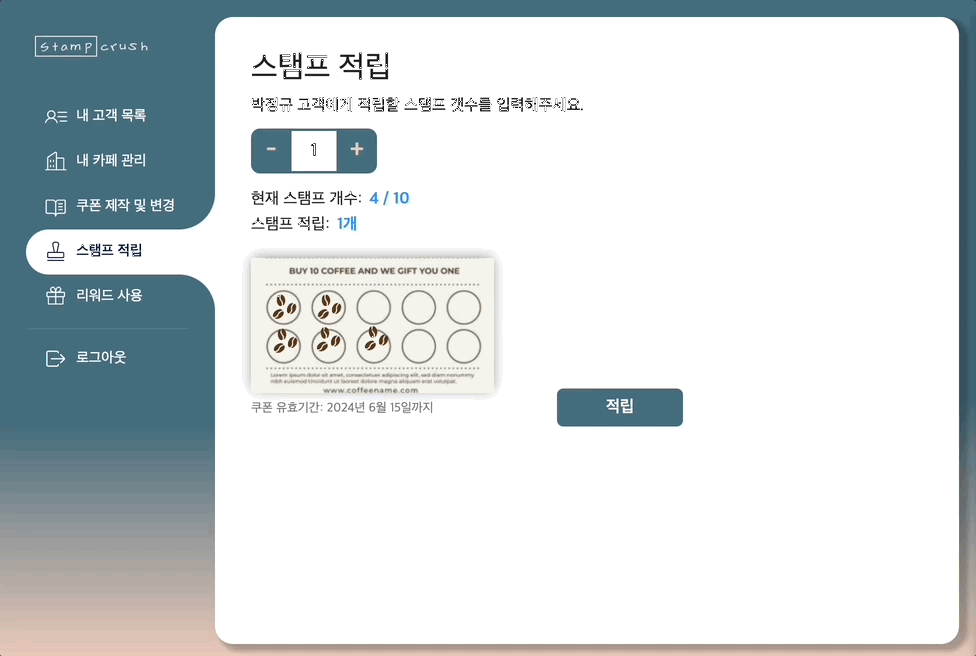 stamp crush
내 고객 목록
내 카페 관리
쿠폰 제작 및 변경
스탬프 적립
리워드 사용
로그아웃
스탬프 적립
박정규 고객에게 적립할 스탬프 갯수를 입력해주세요.
- 1 +
현재 스탬프 개수: 4 / 10
스탬프 적립: 1개
BUY 10 COFFEE AND WE GIFT YOU ONE
Lorem ipsum dolor sit amet, consectetuer adipiscing elit, sed diam nonummy
nibh euismod tincidunt ut laoreet dolore magna aliquam erat volutpat.
www.coffeename.com
쿠폰 유효기간: 2024년 6월 15일까지
적립